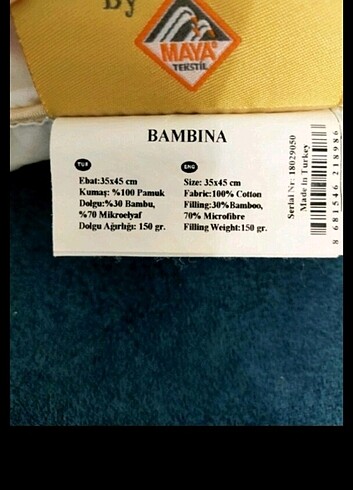 By
MAYA
TEKSTİL
BAMBINA
TUR
Ebat:35x45 cm
Kumaş: %100 Pamuk
Dolgu:%30 Bambu,
%70 Mikroelyaf
Dolgu Ağırlığı: 150 gr.
ENG
Size: 35x45 cm
Fabric:100% Cotton
Filling:30%Bamboo,
70% Microfibre
Filling Weight:150 gr.
Serial Nr: 18029050
Made in Turkey
8 681546 218986